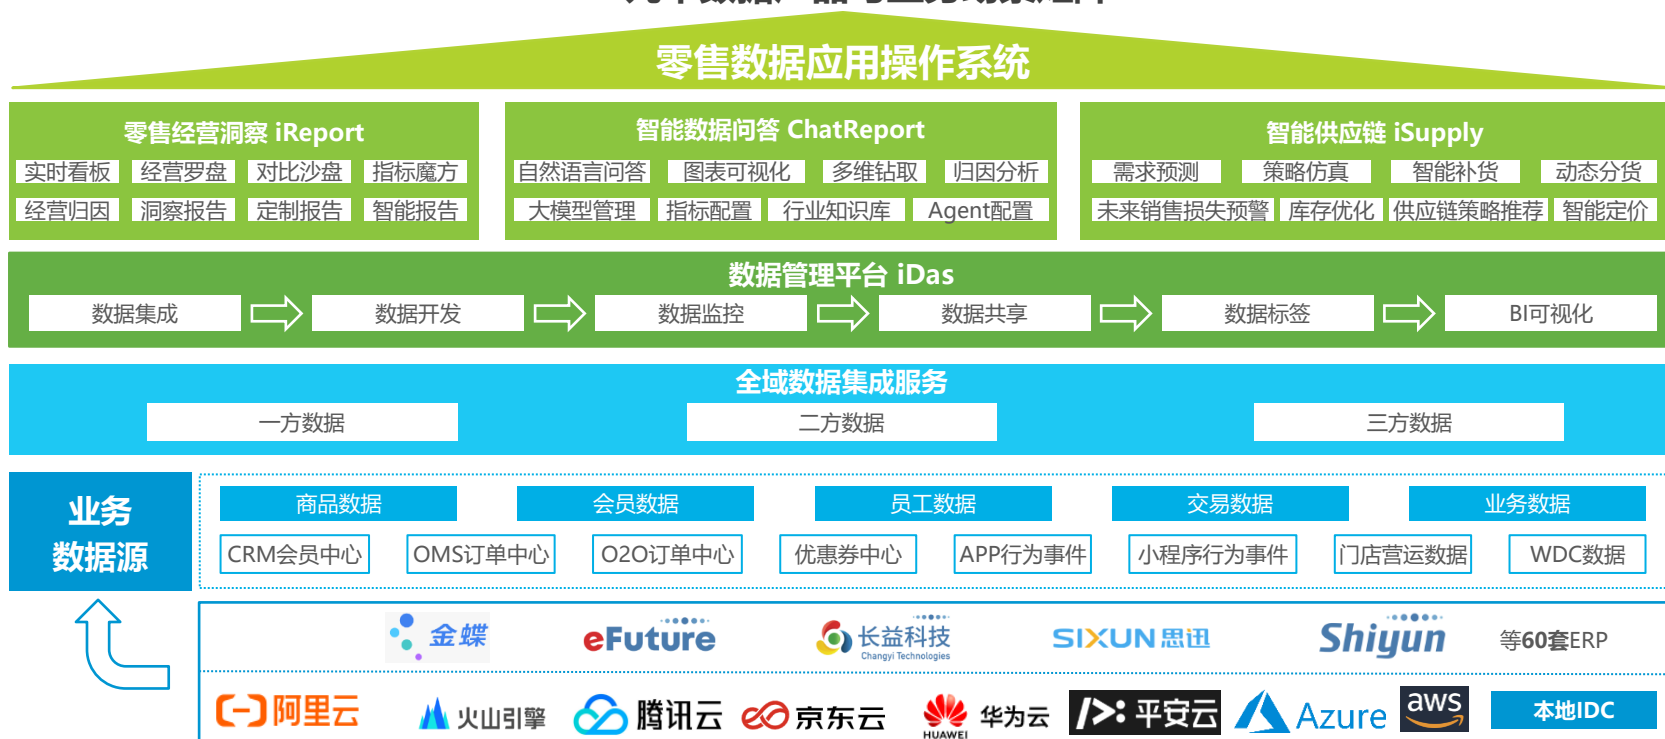 零售数据应用操作系统
零售经营洞察 iReport
实时看板 经营罗盘 对比沙盘 指标魔方
经营归因 洞察报告 定制报告 智能报告
智能数据问答 ChatReport
自然语言问答 图表可视化 多维钻取 归因分析
大模型管理 指标配置 行业知识库 Agent配置
智能供应链 iSupply
需求预测 策略仿真 智能补货 动态分货
未来销售损失预警 库存优化 供应链策略推荐 智能定价
数据管理平台 iDas
数据集成 数据开发 数据监控 数据共享 数据标签 BI可视化
全域数据集成服务
一方数据 二方数据 三方数据
业务
数据源
商品数据 会员数据 员工数据 交易数据 业务数据
CRM会员中心 OMS订单中心 O2O订单中心 优惠券中心 APP行为事件 小程序行为事件 门店营运数据 WDC数据
金蝶 eFuture 长益科技 SIXUN思迅 Shiyun 等60套ERP
Changyi Technologies
阿里云 火山引擎 腾讯云 京东云 华为云 平安云 Azure aws 本地IDC
HUAWEI